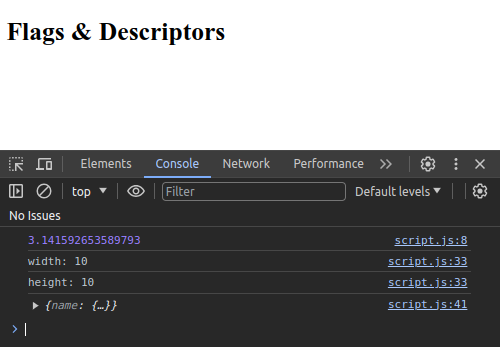 Flags & Descriptors
Elements Console Network Performance
top Filter Default levels
No Issues
3.141592653589793 script.js:8
width: 10 script.js:33
height: 10 script.js:33
{name: {…}} script.js:41